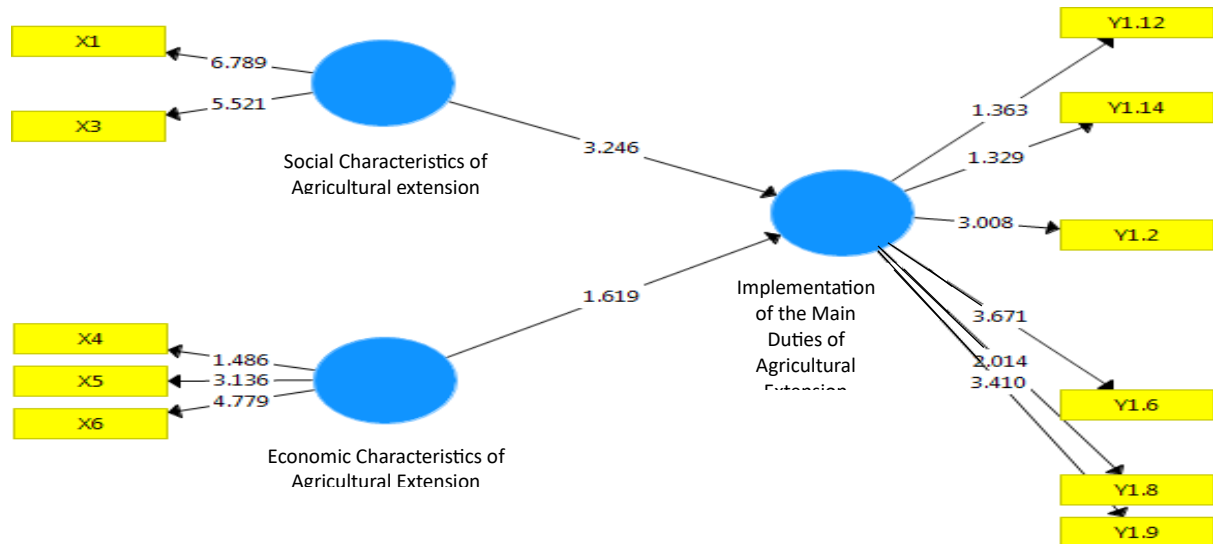 Y1.12
X1
6.789
5.521
X3
1.363
Y1.14
1.329
Social Characteristics of
Agricultural extension
3.246
3.008
Y1.2
Implementation
of the Main
Duties of
Agricultural
Extension
1.619
X4
1.486
X5
3.136
X6
4.779
3.671
2.014
3.410
Y1.6
Economic Characteristics of
Agricultural Extension
Y1.8
Y1.9